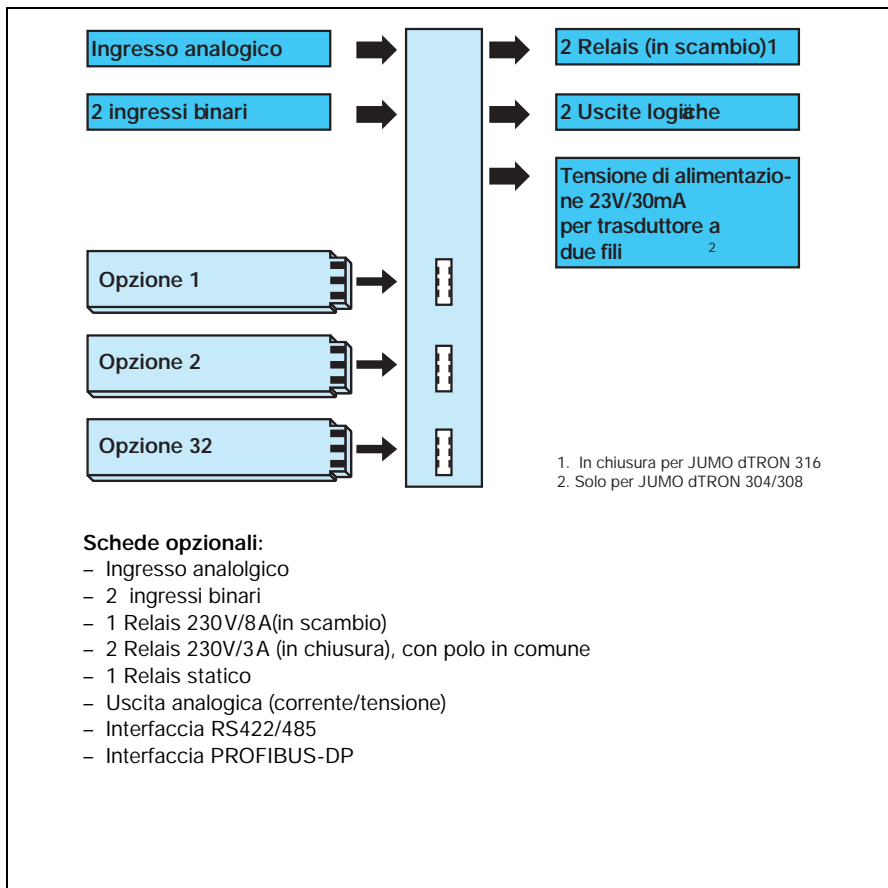 Ingresso analogico
2 Relais (in scambio)1
2 ingressi binari
2 Uscite
Tensione di alimentazio-
ne 23V/30mA
per trasduttore a
due fili 2
Opzione 1
Opzione 2
Opzione 32
1. In chiusura per JUMO dTRON 316
2. Solo per JUMO dTRON 304/308
Schede opzionali:
– Ingresso analolgico
– 2 ingressi binari
– 1 Relais 230V/8A(in scambio)
– 2 Relais 230V/3A (in chiusura), con polo in comune
– 1 Relais statico
– Uscita analogica (corrente/tensione)
– Interfaccia RS422/485
– Interfaccia PROFIBUS-DP